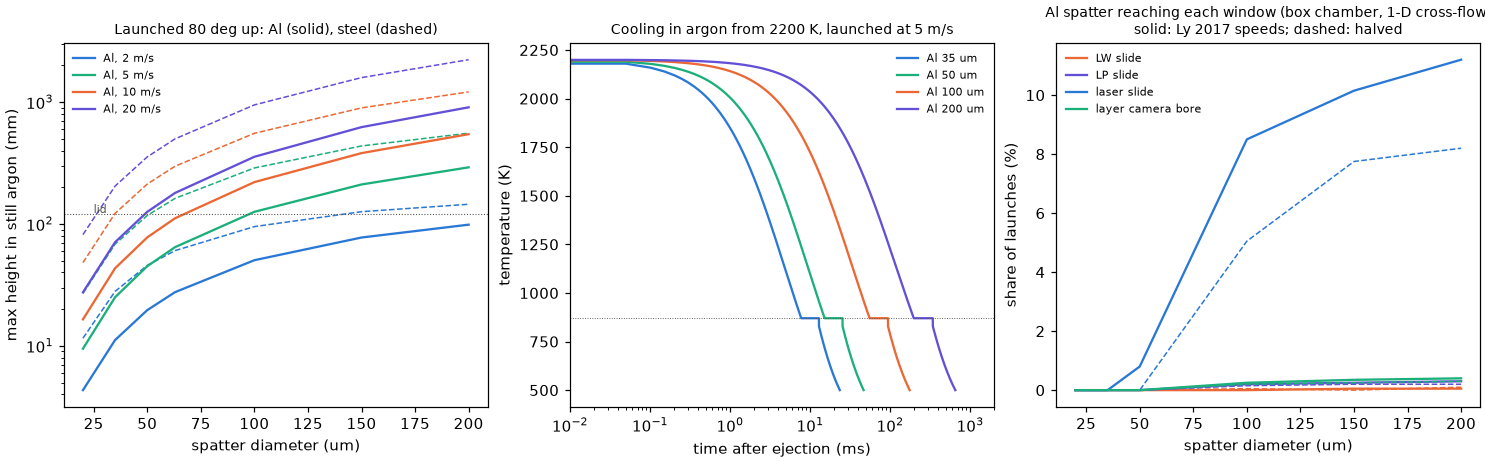 Launched 80 deg up: Al (solid), steel (dashed)
max height in still argon (mm)
10³
10²
10¹
Al, 2 m/s
Al, 5 m/s
Al, 10 m/s
Al, 20 m/s
lid
25 50 75 100 125 150 175 200
spatter diameter (um)
Cooling in argon from 2200 K, launched at 5 m/s
temperature (K)
2250
2000
1750
1500
1250
1000
750
500
Al 35 um
Al 50 um
Al 100 um
Al 200 um
10⁻² 10⁻¹ 10⁰ 10¹ 10² 10³
time after ejection (ms)
Al spatter reaching each window (box chamber, 1-D cross-flow
solid: Ly 2017 speeds; dashed: halved
share of launches (%)
10
8
6
4
2
0
LW slide
LP slide
laser slide
layer camera bore
25 50 75 100 125 150 175 200
spatter diameter (um)